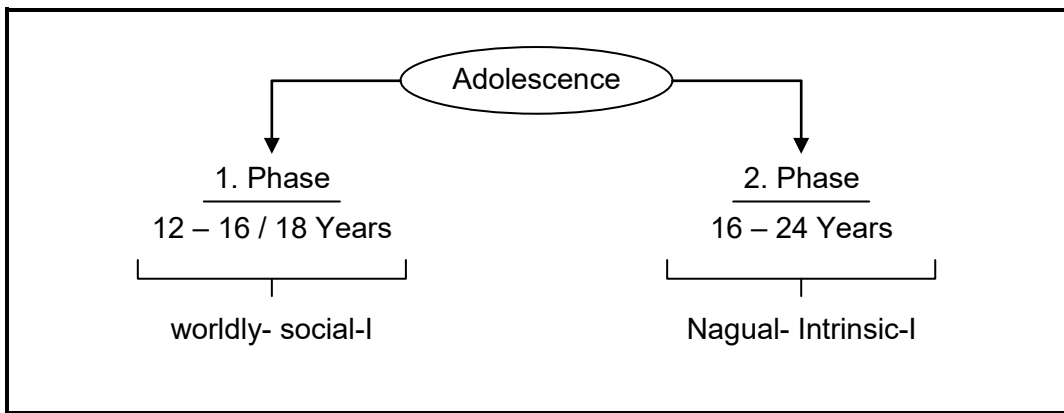 Adolescence
1. Phase
12 – 16 / 18 Years
worldly- social-I
2. Phase
16 – 24 Years
Nagual- Intrinsic-I